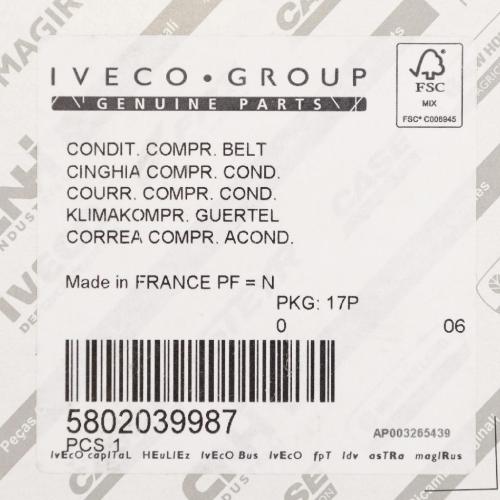 IVECO • GROUP
GENUINE PARTS
FSC
MIX
FSC® C006945
CONDIT. COMPR. BELT
CINGHIA COMPR. COND.
COURR. COMPR. COND.
KLIMAKOMPR. GUERTEL
CORREA COMPR. ACOND.
Made in FRANCE PF = N
PKG: 17P
0 06
5802039987
AP003265439
PCS 1
IvEcO capITaL HEuLIEz IvEcO Bus IvEcO fpT Idv asTRa magIRus